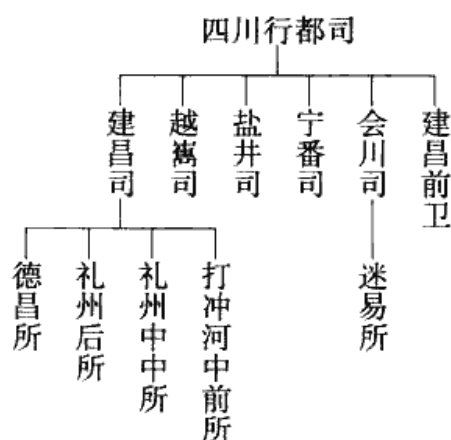 四川行都司
建昌司
越嶲司
盐井司
宁番司
会川司
建昌前卫
德昌所
礼州后所
礼州中中所
打冲河中前所
迷易所